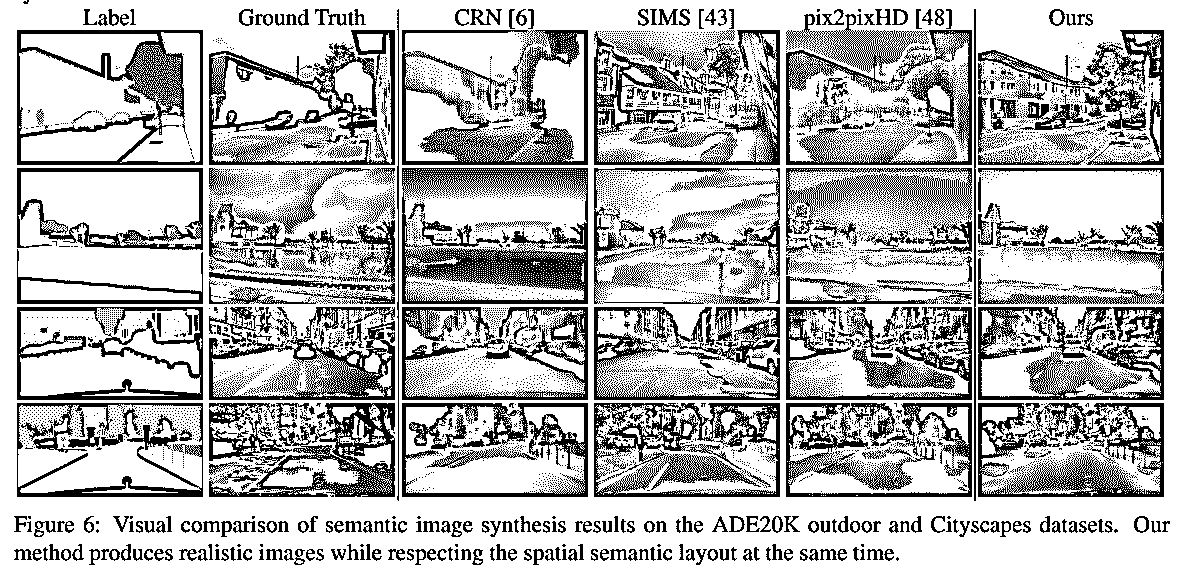 Label Ground Truth CRN [6] SIMS [43] pix2pixHD [48] Ours
Figure 6: Visual comparison of semantic image synthesis results on the ADE20K outdoor and Cityscapes datasets. Our
method produces realistic images while respecting the spatial semantic layout at the same time.